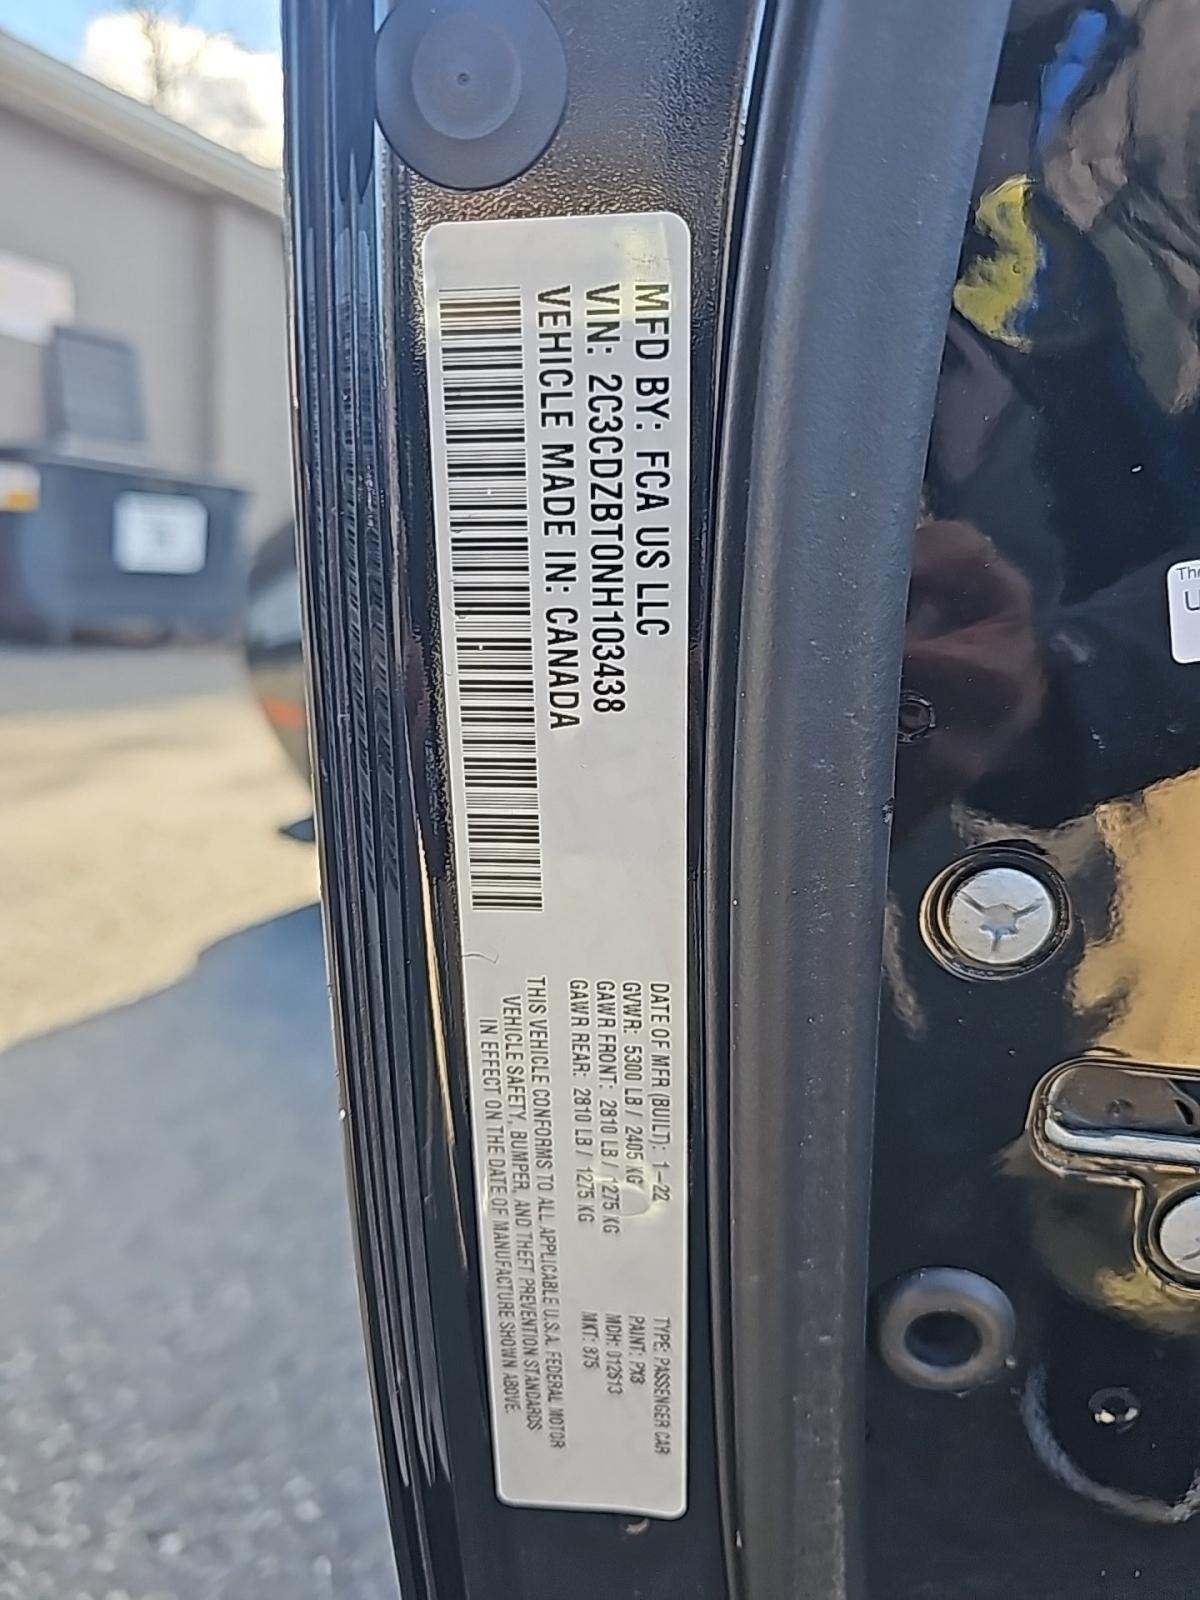 MFD BY: FCA US LLC
VIN: 2C3CDZBT0NH103438
VEHICLE MADE IN: CANADA
DATE OF MFR (BUILT): 1-22
GVWR: 5300 LB / 2405 KG
GAWR FRONT: 2810 LB / 1275 KG
GAWR REAR: 2810 LB / 1275 KG
THIS VEHICLE CONFORMS TO ALL APPLICABLE U.S.A. FEDERAL MOTOR
VEHICLE SAFETY, BUMPER, AND THEFT PREVENTION STANDARDS
IN EFFECT ON THE DATE OF MANUFACTURE SHOWN ABOVE.
TYPE: PASSENGER CAR
PAINT: PX8
MDH: 012613
MKT: 875